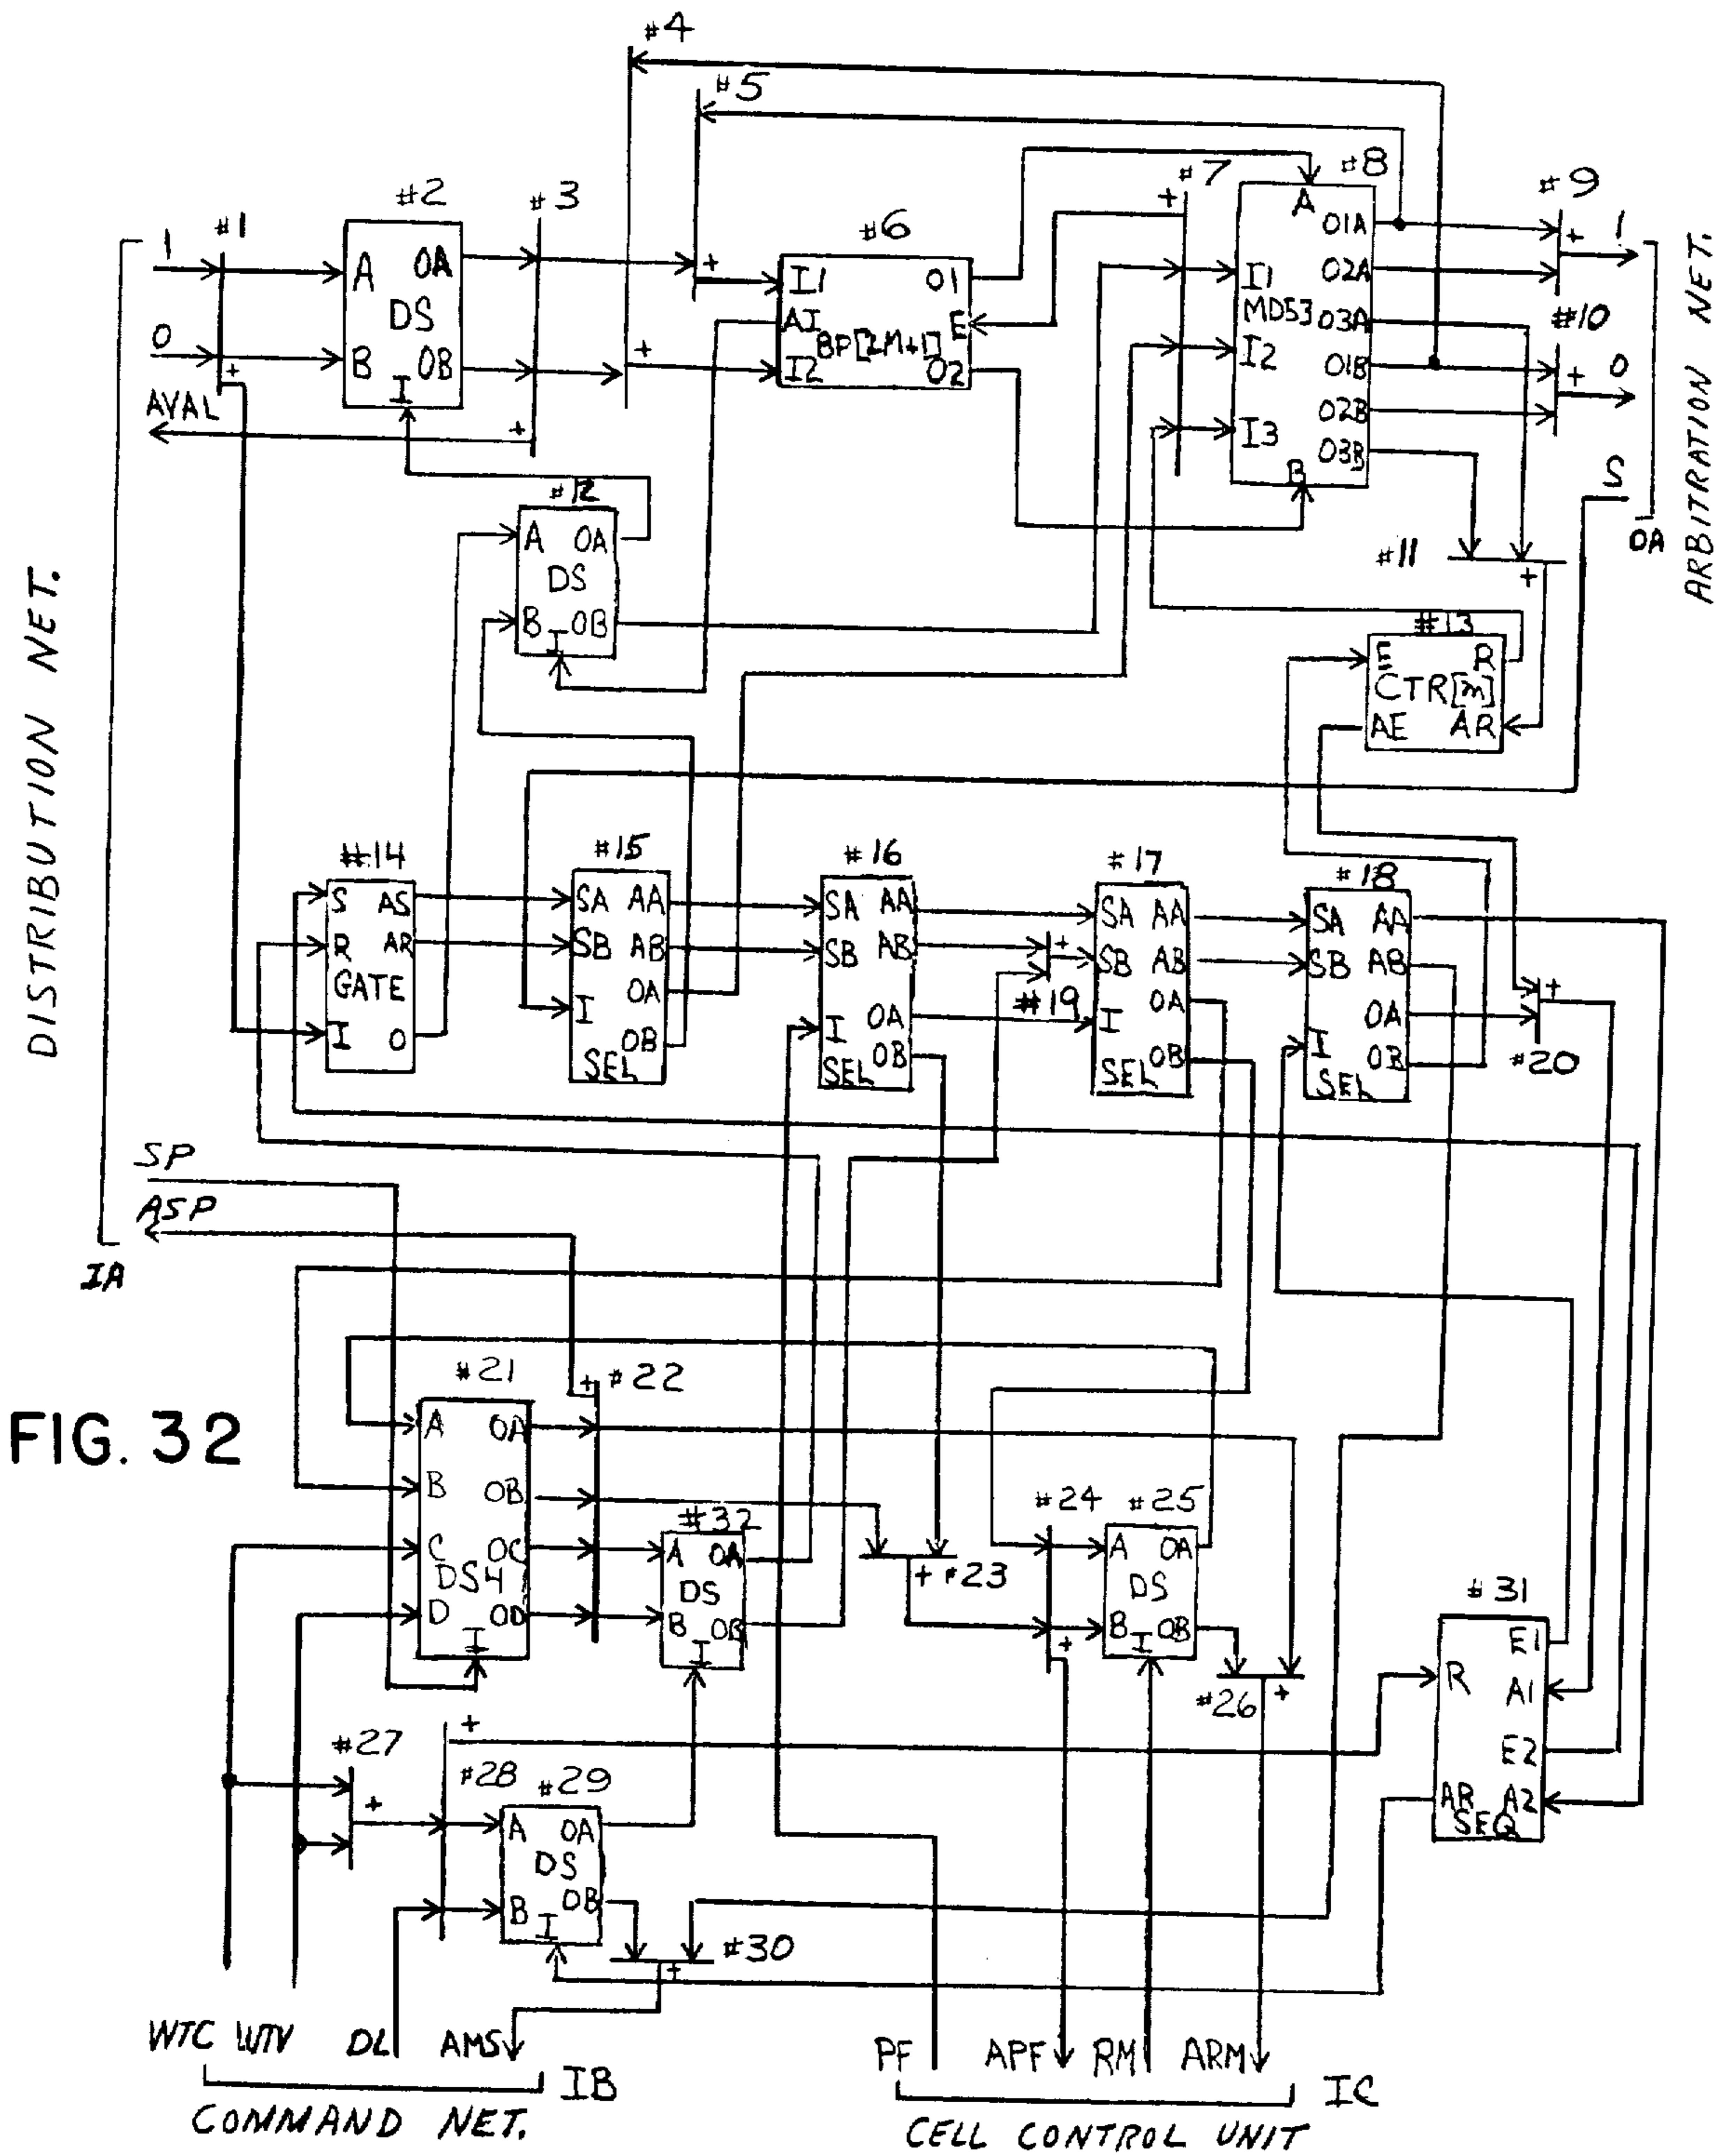 #4
#5
#7
#8
#9
#2
#3
#1
#6
1
A OA
DS
B OB
I
0
+
AVAL
+
+
+
I1 O1
AI E
BP[2M+1]
I2 O2
+
A
O1A
I1 O2A
MD53 O3A
I2 O1B
O2B
I3 O3B
B
+ 1
#10
+ 0
S
OA
ARBITRATION NET.
#12
A OA
DS
B OB
I
#11
+
#13
E R
CTR[m]
AE AR
DISTRIBUTION NET.
#14
S AS
R AR
GATE
I O
#15
SA AA
SB AB
OA
I
OB
SEL
#16
SA AA
SB AB
OA
I
OB
SEL
+
#19
#17
SA AA
SB AB
OA
I
OB
SEL
#18
SA AA
SB AB
OA
I
OB
SEL
+
#20
SP
ASP
IA
FIG. 32
#21
A OA
B OB
C OC
DS4
D OD
I
+ #22
#32
A OA
DS
B OB
I
+ #23
#24
+
#25
A OA
DS
B OB
I
#26 +
#31
E1
R A1
E2
AR A2
SEQ
#27
+
+
#28
#29
A OA
DS
OB
B I
#30
+
WTC WTV DL AMS
IB
COMMAND NET.
PF APF RM ARM
IC
CELL CONTROL UNIT